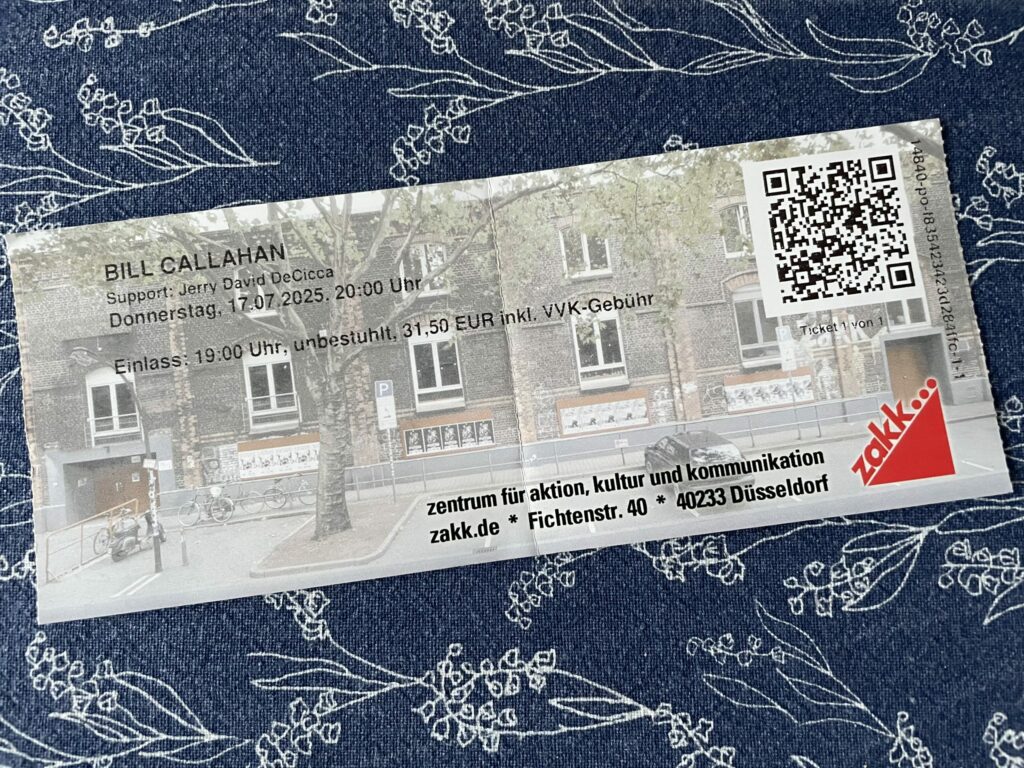 BILL CALLAHAN
Support: Jerry David DeCicca
Donnerstag, 17.07.2025. 20:00 Uhr
Einlass: 19:00 Uhr, unbestuhlt, 31,50 EUR inkl. VVK-Gebühr
Ticket 1 von 1
P
zakk...
zentrum für aktion, kultur und kommunikation
zakk.de * Fichtenstr. 40 * 40233 Düsseldorf